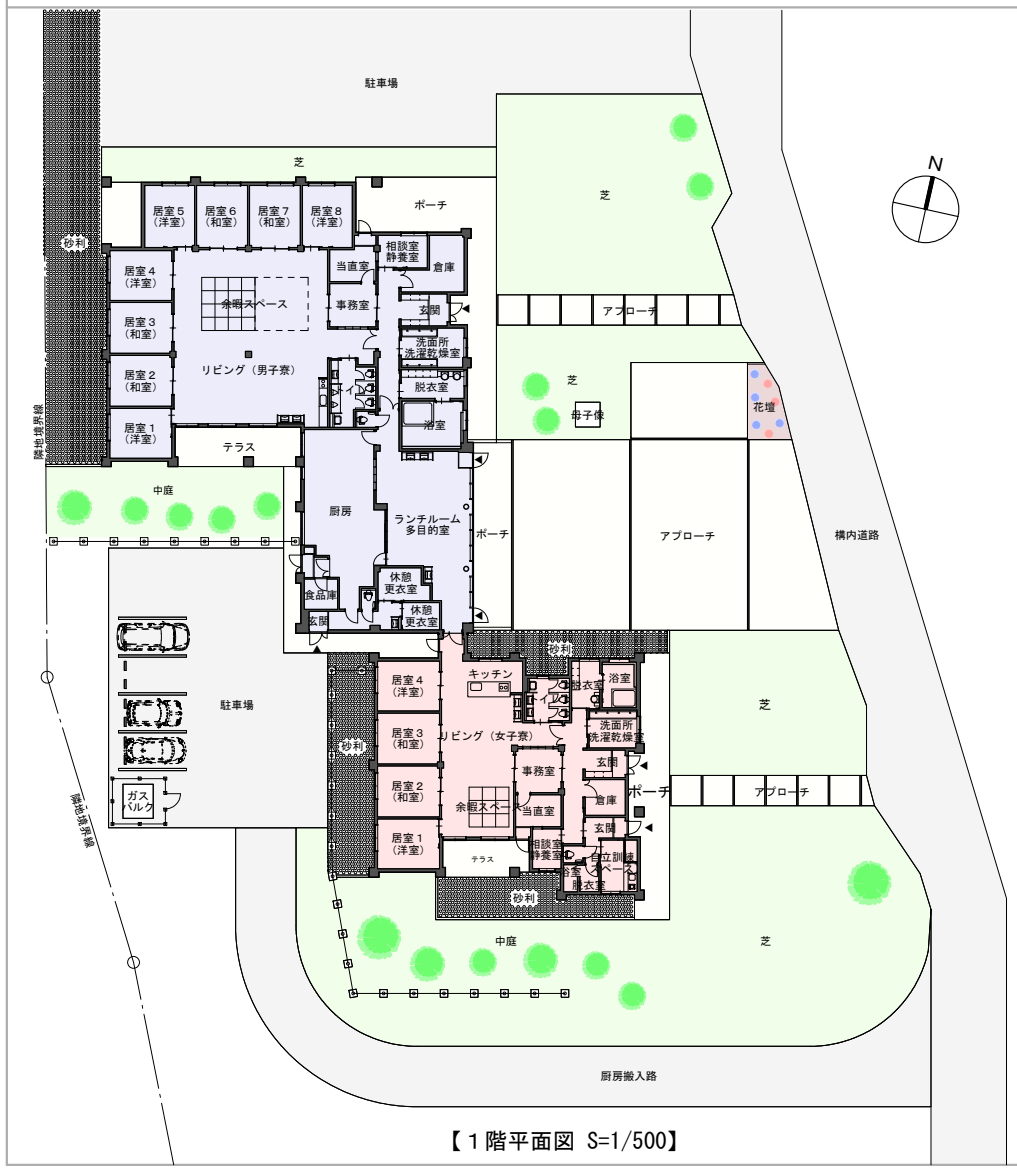 駐車場
芝
N
ポーチ
芝
居室５
（洋室）
居室６
（和室）
居室７
（和室）
居室８
（洋室）
砂利
相談室
静養室
倉庫
当直室
居室４
（洋室）
余暇スペース
事務室
玄関
アプローチ
居室３
（和室）
洗面所
洗濯乾燥室
リビング（男子寮）
居室２
（和室）
トイレ
脱衣室
芝
母子像
花壇
居室１
（洋室）
浴室
隣地境界線
テラス
中庭
厨房
ランチルーム
多目的室
ポーチ
アプローチ
構内道路
休憩
更衣室
食品庫
休憩
更衣室
玄関
砂利
キッチン
居室４
（洋室）
脱衣室
浴室
トイレ
芝
駐車場
砂利
居室３
（和室）
リビング（女子寮）
洗面所
洗濯乾燥室
事務室
玄関
居室２
（和室）
ガス
バルク
余暇スペース
倉庫
ポーチ
アプローチ
当直室
隣地境界線
居室１
（洋室）
玄関
相談室
静養室
テラス
自立訓練
スペース
浴室
脱衣室
砂利
中庭
芝
厨房搬入路
【１階平面図 S=1/500】